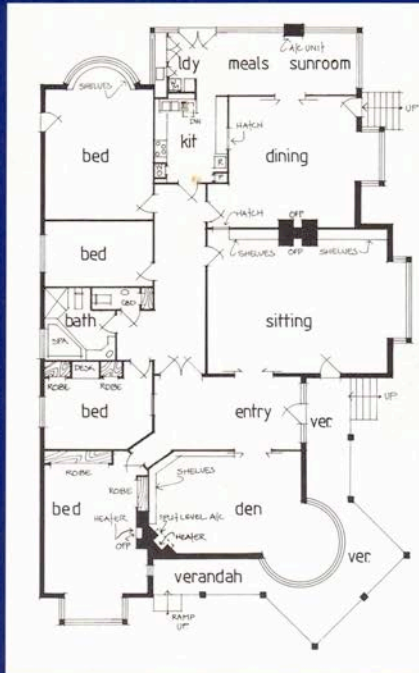 A/C UNIT
ldy meals sunroom
SHELVES
UP
DW
HATCH
kit
bed
dining
F
P
HATCH
OFP
SHELVES
OFP
SHELVES
bed
CBD
bath
SPA
sitting
DESK
ROBE
ROBE
UP
bed
entry
ver.
ROBE
SHELVES
ROBE
bed
SPLIT LEVEL A/C
den
HEATER
OFP
HEATER
ver.
verandah
RAMP
UP